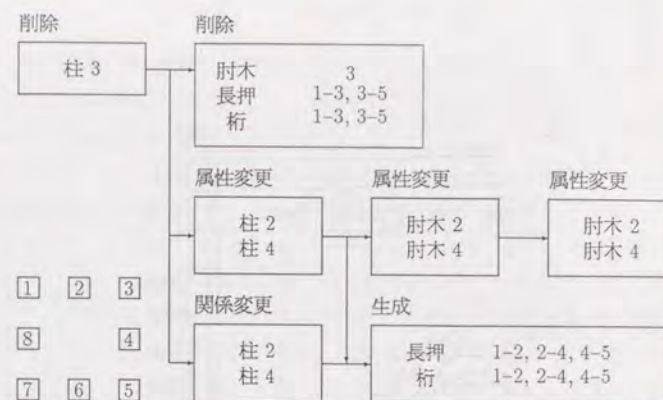 削除
柱 3
削除
肘木 3
長押 1–3, 3–5
桁 1–3, 3–5
属性変更
柱 2
柱 4
属性変更
肘木 2
肘木 4
属性変更
肘木 2
肘木 4
1 2 3
8 4
7 6 5
関係変更
柱 2
柱 4
生成
長押 1–2, 2–4, 4–5
桁 1–2, 2–4, 4–5